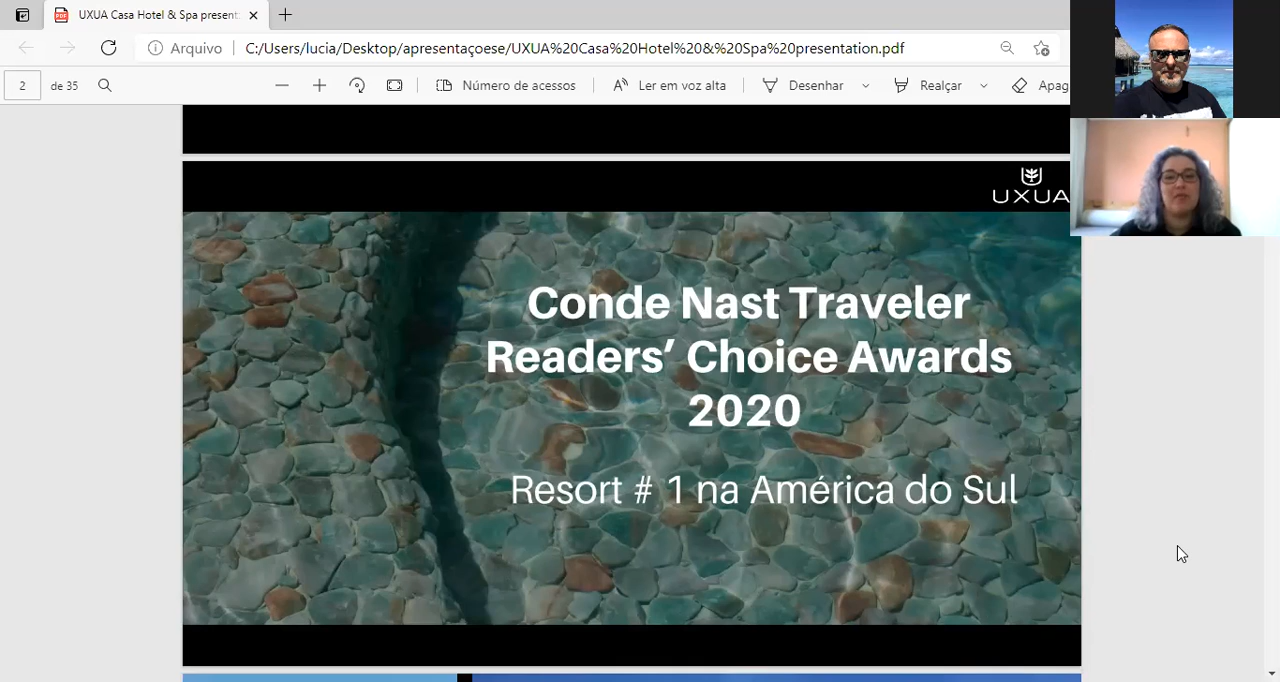 UXUA Casa Hotel & Spa present
Arquivo
C:/Users/lucia/Desktop/apresentaçoese/UXUA%20Casa%20Hotel%20&%20Spa%20presentation.pdf
2
de 35
Número de acessos
Ler em voz alta
Desenhar
Realçar
Apag
UXUA
Conde Nast Traveler
Readers’ Choice Awards
2020
Resort # 1 na América do Sul